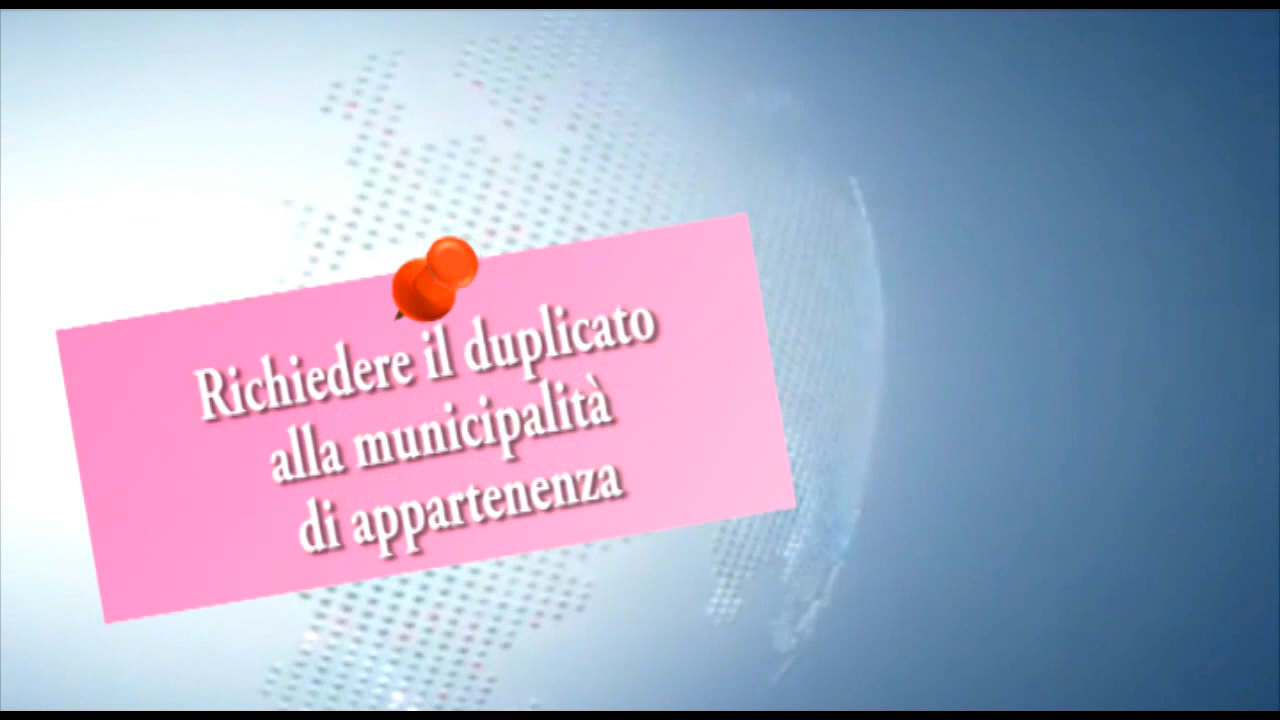 Richiedere il duplicato
alla municipalità
di appartenenza